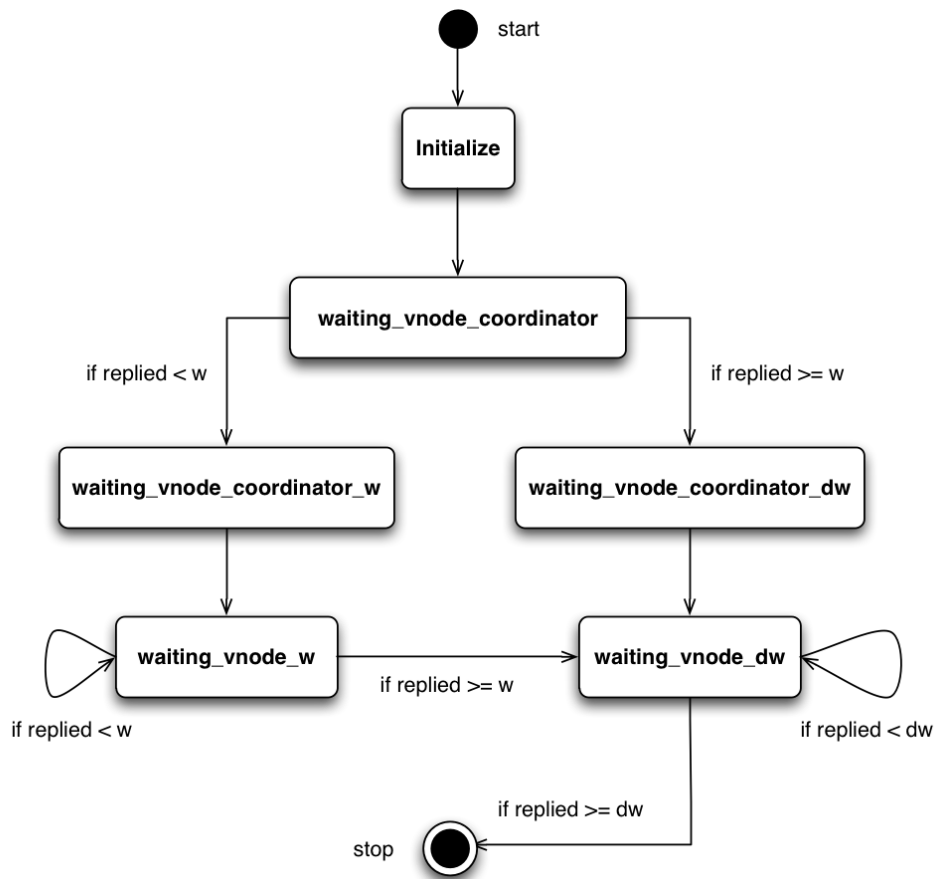 start
Initialize
waiting_vnode_coordinator
if replied < w
if replied >= w
waiting_vnode_coordinator_w
waiting_vnode_coordinator_dw
waiting_vnode_w
waiting_vnode_dw
if replied >= w
if replied < w
if replied < dw
if replied >= dw
stop